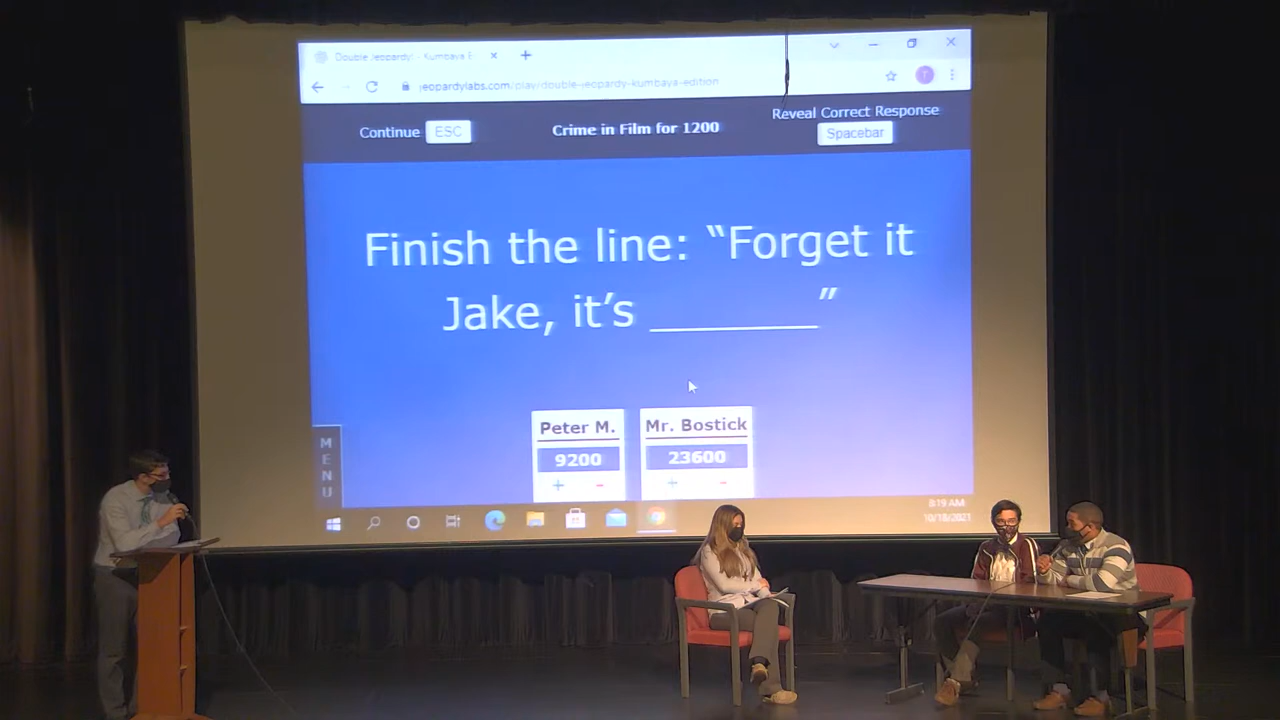 Double Jeopardy: - Kumbaya E
jeopardylabs.com/play/double-jeopardy-kumbaya-edition
T
Continue ESC
Crime in Film for 1200
Reveal Correct Response
Spacebar
Finish the line: “Forget it
Jake, it’s ________”
MENU
Peter M.
9200
+ -
Mr. Bostick
23600
+ -
8:19 AM
10/18/2021